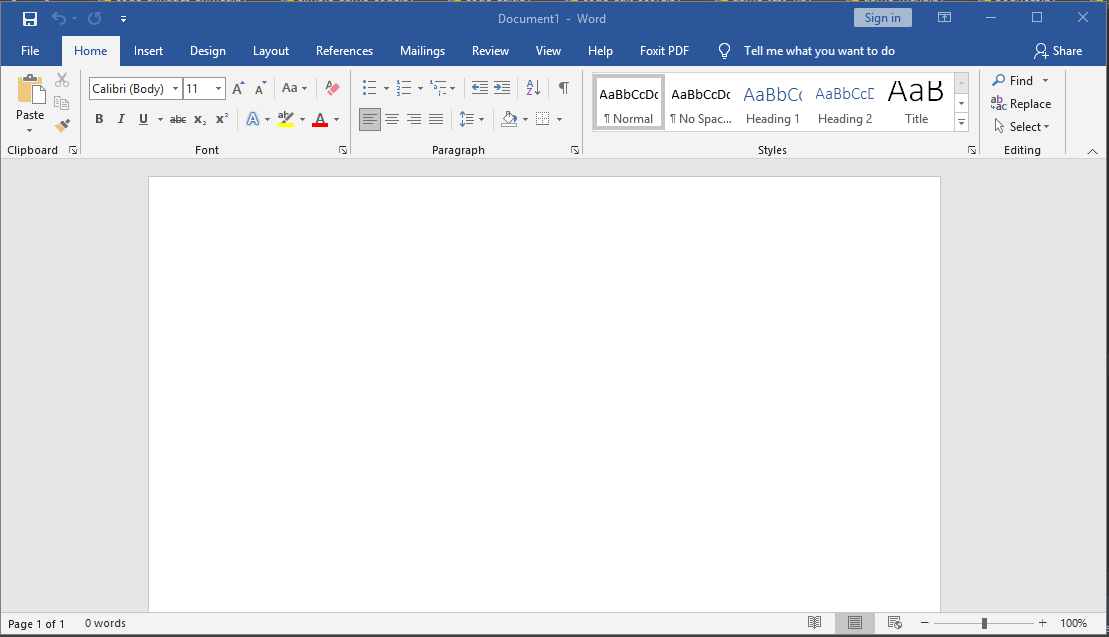 Document1 - Word
Sign in
File Home Insert Design Layout References Mailings Review View Help Foxit PDF Tell me what you want to do Share
Paste
Calibri (Body) 11
Aa
B I U abc x₂ x²
A aby A
A Z
¶
AaBbCcDc AaBbCcDc AaBbCc AaBbCcD AaB
¶ Normal ¶ No Spac... Heading 1 Heading 2 Title
Find
Replace
Select
Clipboard Font Paragraph Styles Editing
Page 1 of 1 0 words 100%